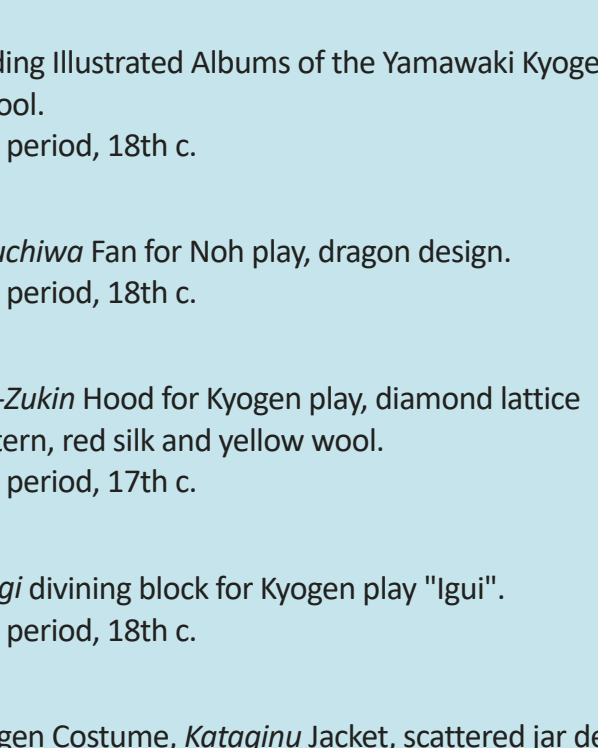 ding Illustrated Albums of the Yamawaki Kyoge
ool.
period, 18th c.
uchiwa Fan for Noh play, dragon design.
period, 18th c.
-Zukin Hood for Kyogen play, diamond lattice
tern, red silk and yellow wool.
period, 17th c.
gi divining block for Kyogen play "Igui".
period, 18th c.
gen Costume, Kataginu Jacket, scattered jar de